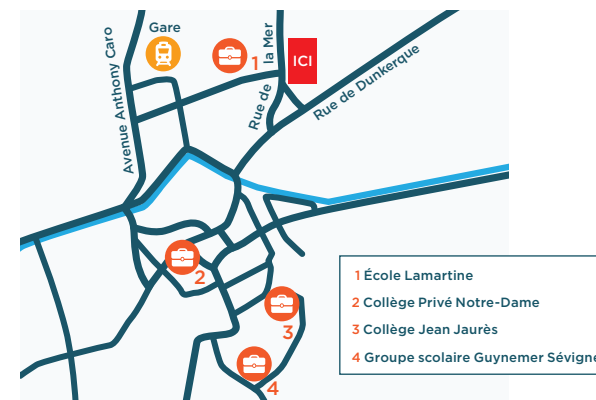 Gare
Avenue Anthony Caro
1
Rue de la Mer
ICI
Rue de Dunkerque
2
3
4
1 École Lamartine
2 Collège Privé Notre-Dame
3 Collège Jean Jaurès
4 Groupe scolaire Guynemer Sévigne